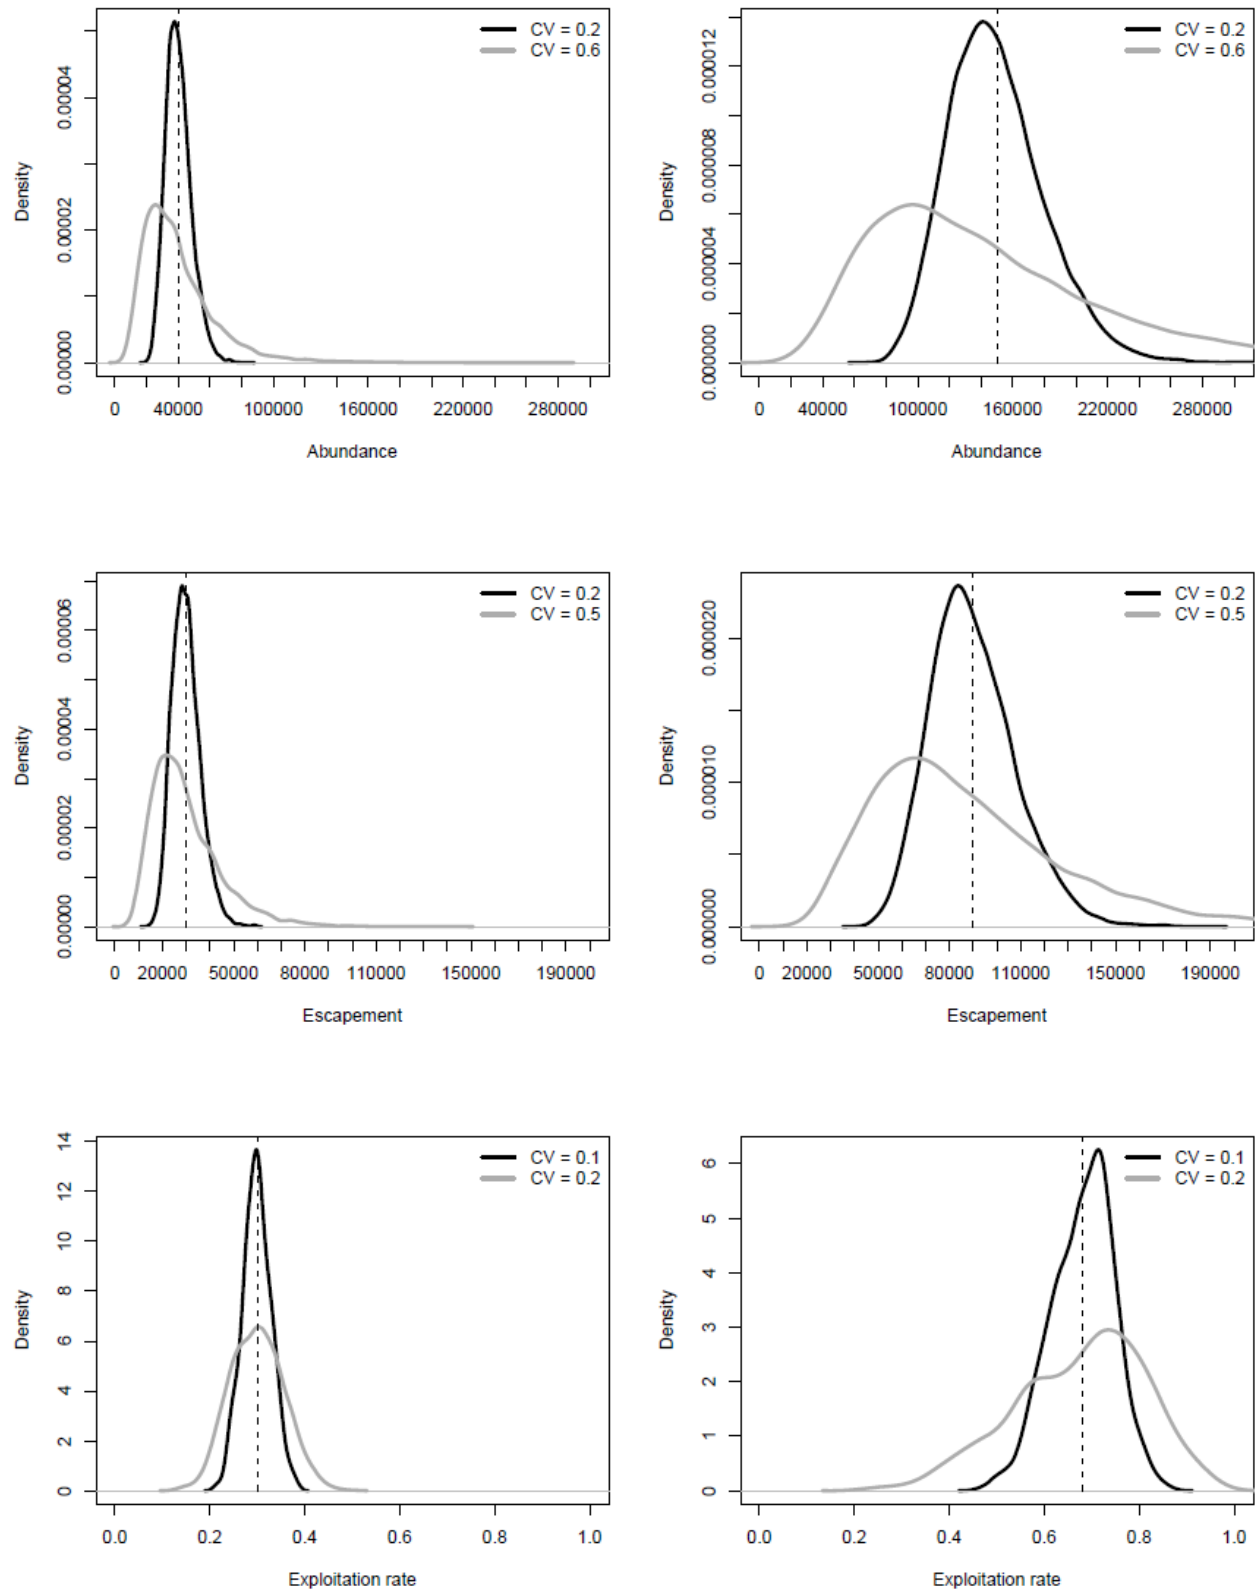 CV = 0.2
CV = 0.6
0.00000 0.00002 0.00004
Density
0 40000 100000 160000 220000 280000
Abundance
CV = 0.2
CV = 0.6
0.000000 0.000004 0.000008 0.000012
Density
0 40000 100000 160000 220000 280000
Abundance
CV = 0.2
CV = 0.5
0.00000 0.00002 0.00004 0.00006
Density
0 20000 50000 80000 110000 150000 190000
Escapement
CV = 0.2
CV = 0.5
0.000000 0.000010 0.000020
Density
0 20000 50000 80000 110000 150000 190000
Escapement
CV = 0.1
CV = 0.2
0 2 4 6 8 10 12 14
Density
0.0 0.2 0.4 0.6 0.8 1.0
Exploitation rate
CV = 0.1
CV = 0.2
0 1 2 3 4 5 6
Density
0.0 0.2 0.4 0.6 0.8 1.0
Exploitation rate